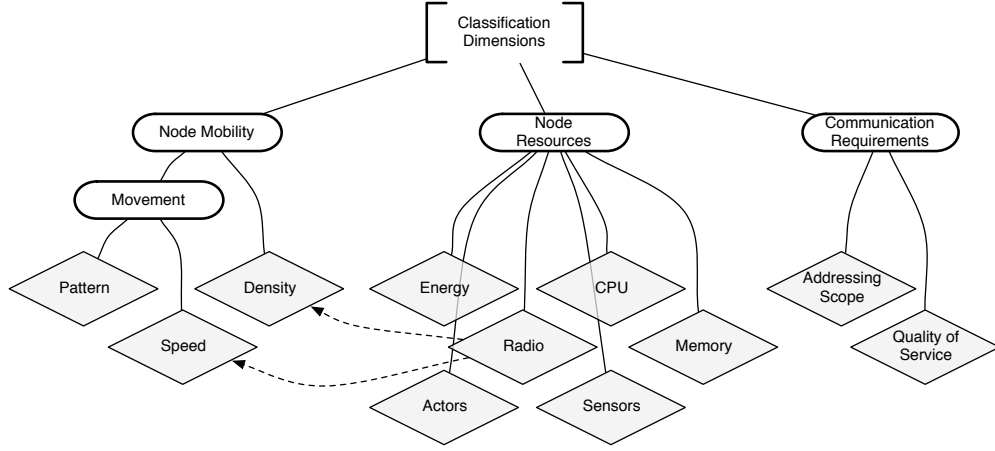 Classification
Dimensions
Node Mobility
Node
Resources
Communication
Requirements
Movement
Pattern
Density
Energy
CPU
Addressing
Scope
Speed
Radio
Memory
Quality of
Service
Actors
Sensors